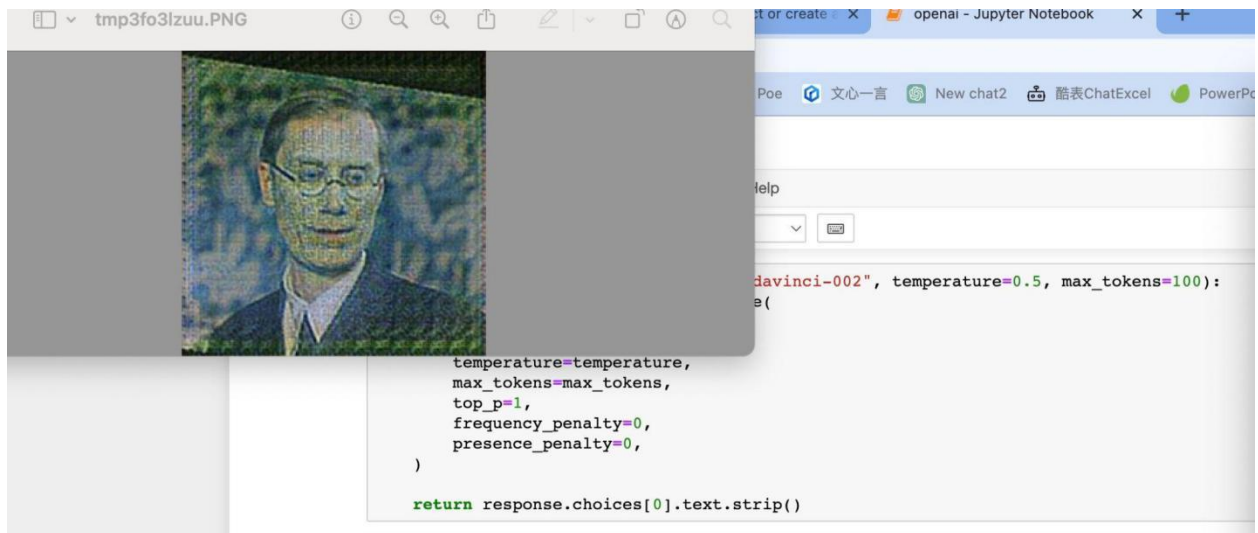 tmp3fo3lzuu.PNG
ct or create a
openai - Jupyter Notebook
Poe 文心一言 New chat2 酷表ChatExcel PowerPo
Help
davinci-002", temperature=0.5, max_tokens=100):
e(
temperature=temperature,
max_tokens=max_tokens,
top_p=1,
frequency_penalty=0,
presence_penalty=0,
)
return response.choices[0].text.strip()